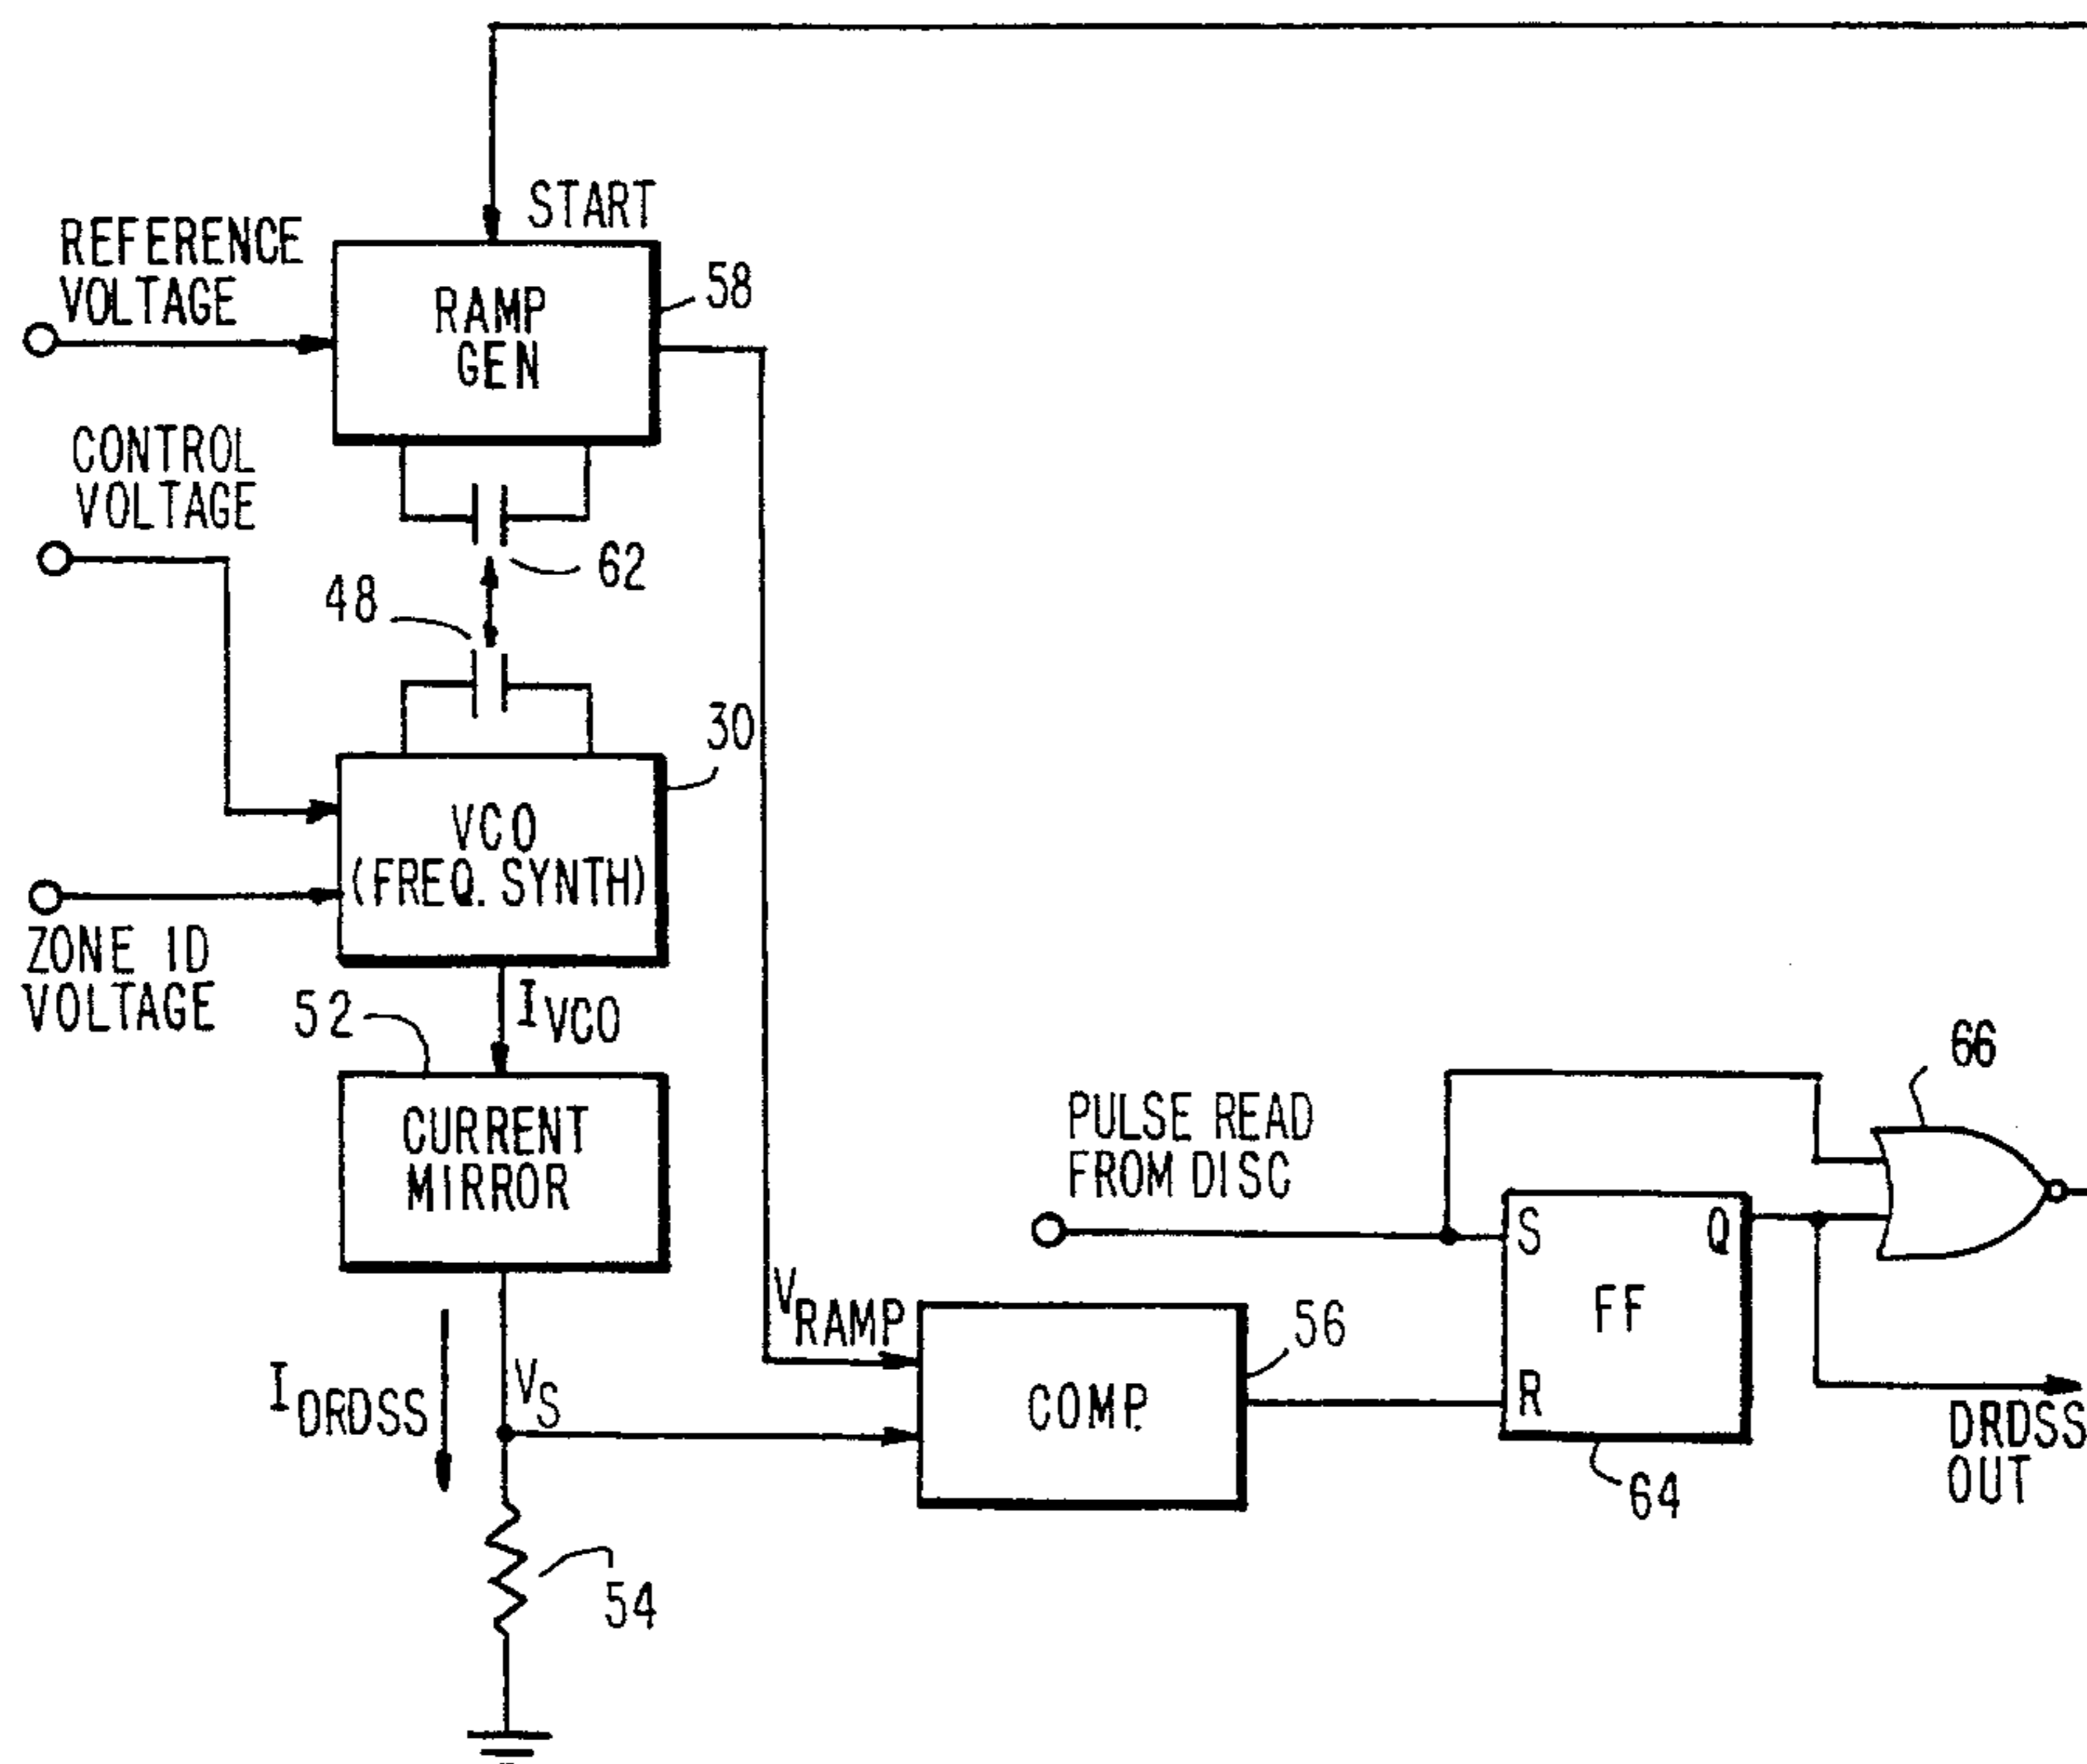 START
REFERENCE
VOLTAGE
RAMP
GEN
58
CONTROL
VOLTAGE
62
48
30
VCO
(FREQ. SYNTH)
ZONE ID
VOLTAGE
52
IVCO
CURRENT
MIRROR
66
PULSE READ
FROM DISC
S
Q
FF
R
VRAMP
56
COMP.
IDRDSS
VS
DRDSS
OUT
64
54